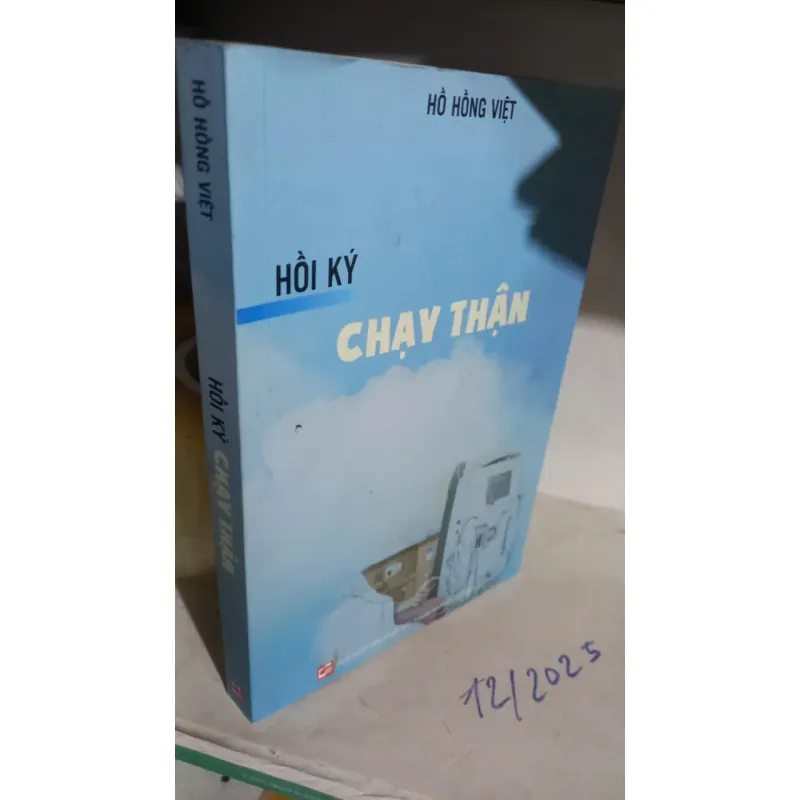 HỒ HỒNG VIỆT
HỒI KÝ
CHẠY THẬN
HỒ HỒNG VIỆT
HỒI KÝ CHẠY THẬN
12/2025